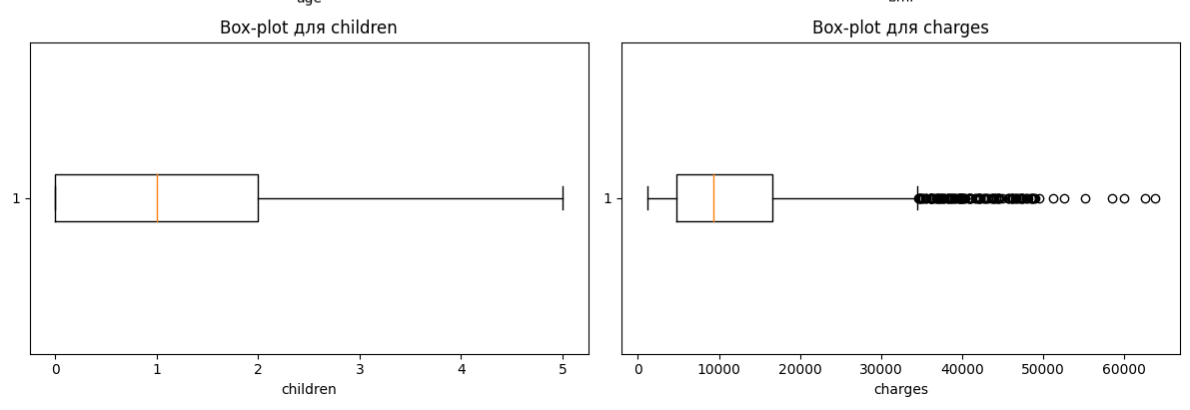 age
bmi
Box-plot для children
1
0 1 2 3 4 5
children
Box-plot для charges
1
0 10000 20000 30000 40000 50000 60000
charges